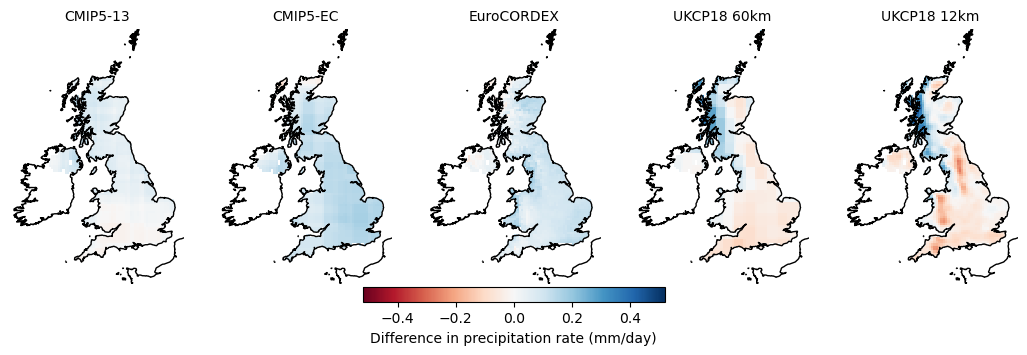 CMIP5-13 CMIP5-EC EuroCORDEX UKCP18 60km UKCP18 12km
−0.4 −0.2 0.0 0.2 0.4
Difference in precipitation rate (mm/day)